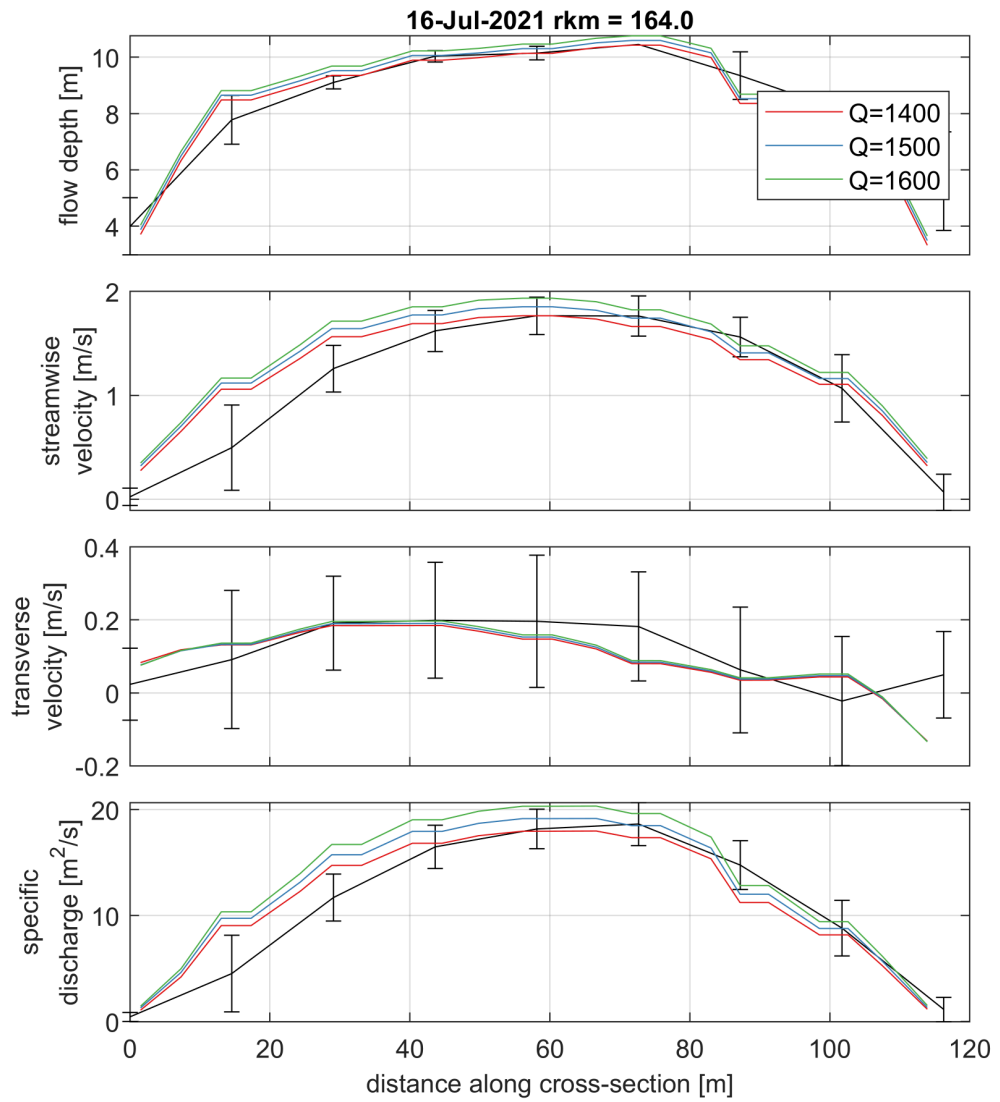 16-Jul-2021 rkm = 164.0
10
8
6
4
flow depth [m]
Q=1400
Q=1500
Q=1600
2
1
0
streamwise
velocity [m/s]
0.4
0.2
0
-0.2
transverse
velocity [m/s]
20
10
0
specific
discharge [m²/s]
0 20 40 60 80 100 120
distance along cross-section [m]